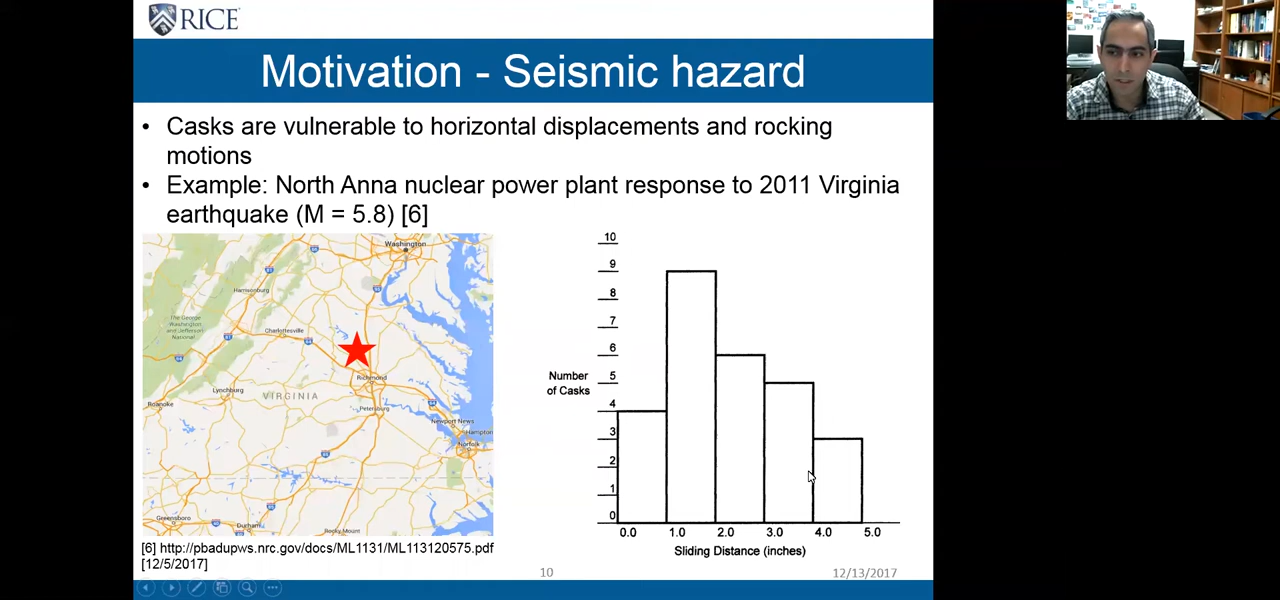 RICE
Motivation - Seismic hazard
• Casks are vulnerable to horizontal displacements and rocking
motions
• Example: North Anna nuclear power plant response to 2011 Virginia
earthquake (M = 5.8) [6]
Washington
Harrisonburg
The George
Washington
and Jefferson
National
Charlottesville
Richmond
Lynchburg
VIRGINIA
Roanoke
Petersburg
Newport News
Hampton
Norfolk
Greensboro
Durham
Rocky Mount
10
9
8
7
6
5
4
3
2
1
0
Number
of Casks
0.0 1.0 2.0 3.0 4.0 5.0
Sliding Distance (inches)
[6] http://pbadupws.nrc.gov/docs/ML1131/ML113120575.pdf
[12/5/2017]
10
12/13/2017